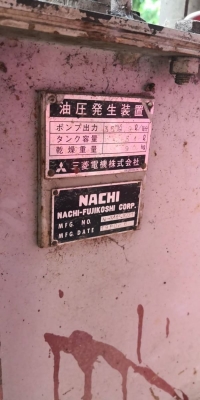 油圧発生装置
ポンプ出力
タンク容量
乾燥重量 kg
三菱電機株式会社
NACHI
NACHI-FUJIKOSHI CORP.
MFG. NO.
MFG. DATE